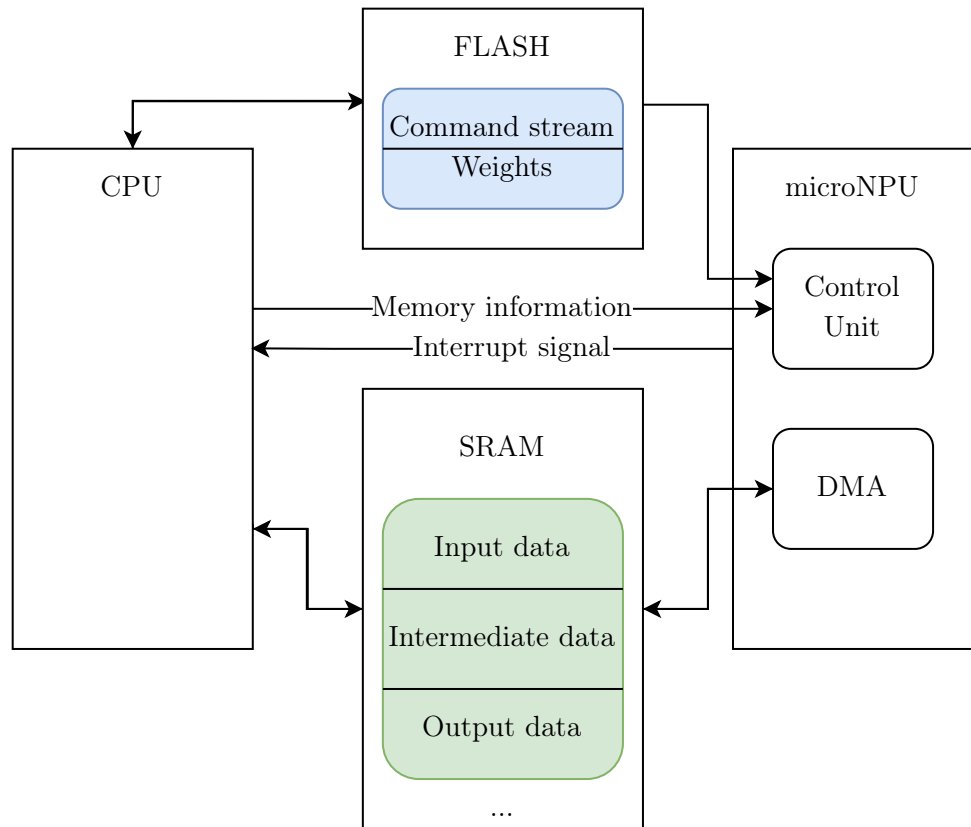 FLASH
Command stream
Weights
CPU
microNPU
Control
Unit
Memory information
Interrupt signal
SRAM
DMA
Input data
Intermediate data
Output data
...